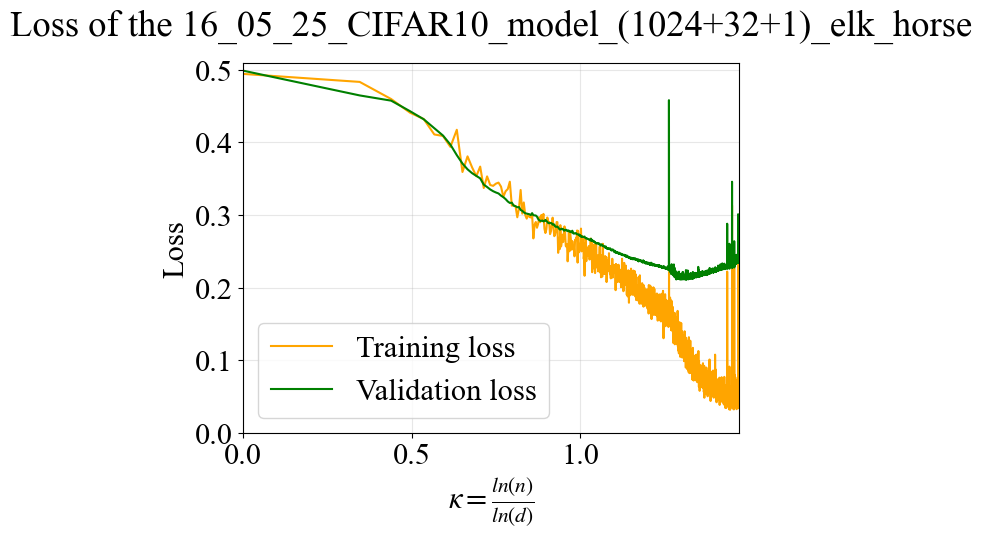 Loss of the 16_05_25_CIFAR10_model_(1024+32+1)_elk_horse
0.5
0.4
0.3
0.2
0.1
0.0
Loss
Training loss
Validation loss
0.0 0.5 1.0
κ = ln(n)/ln(d)